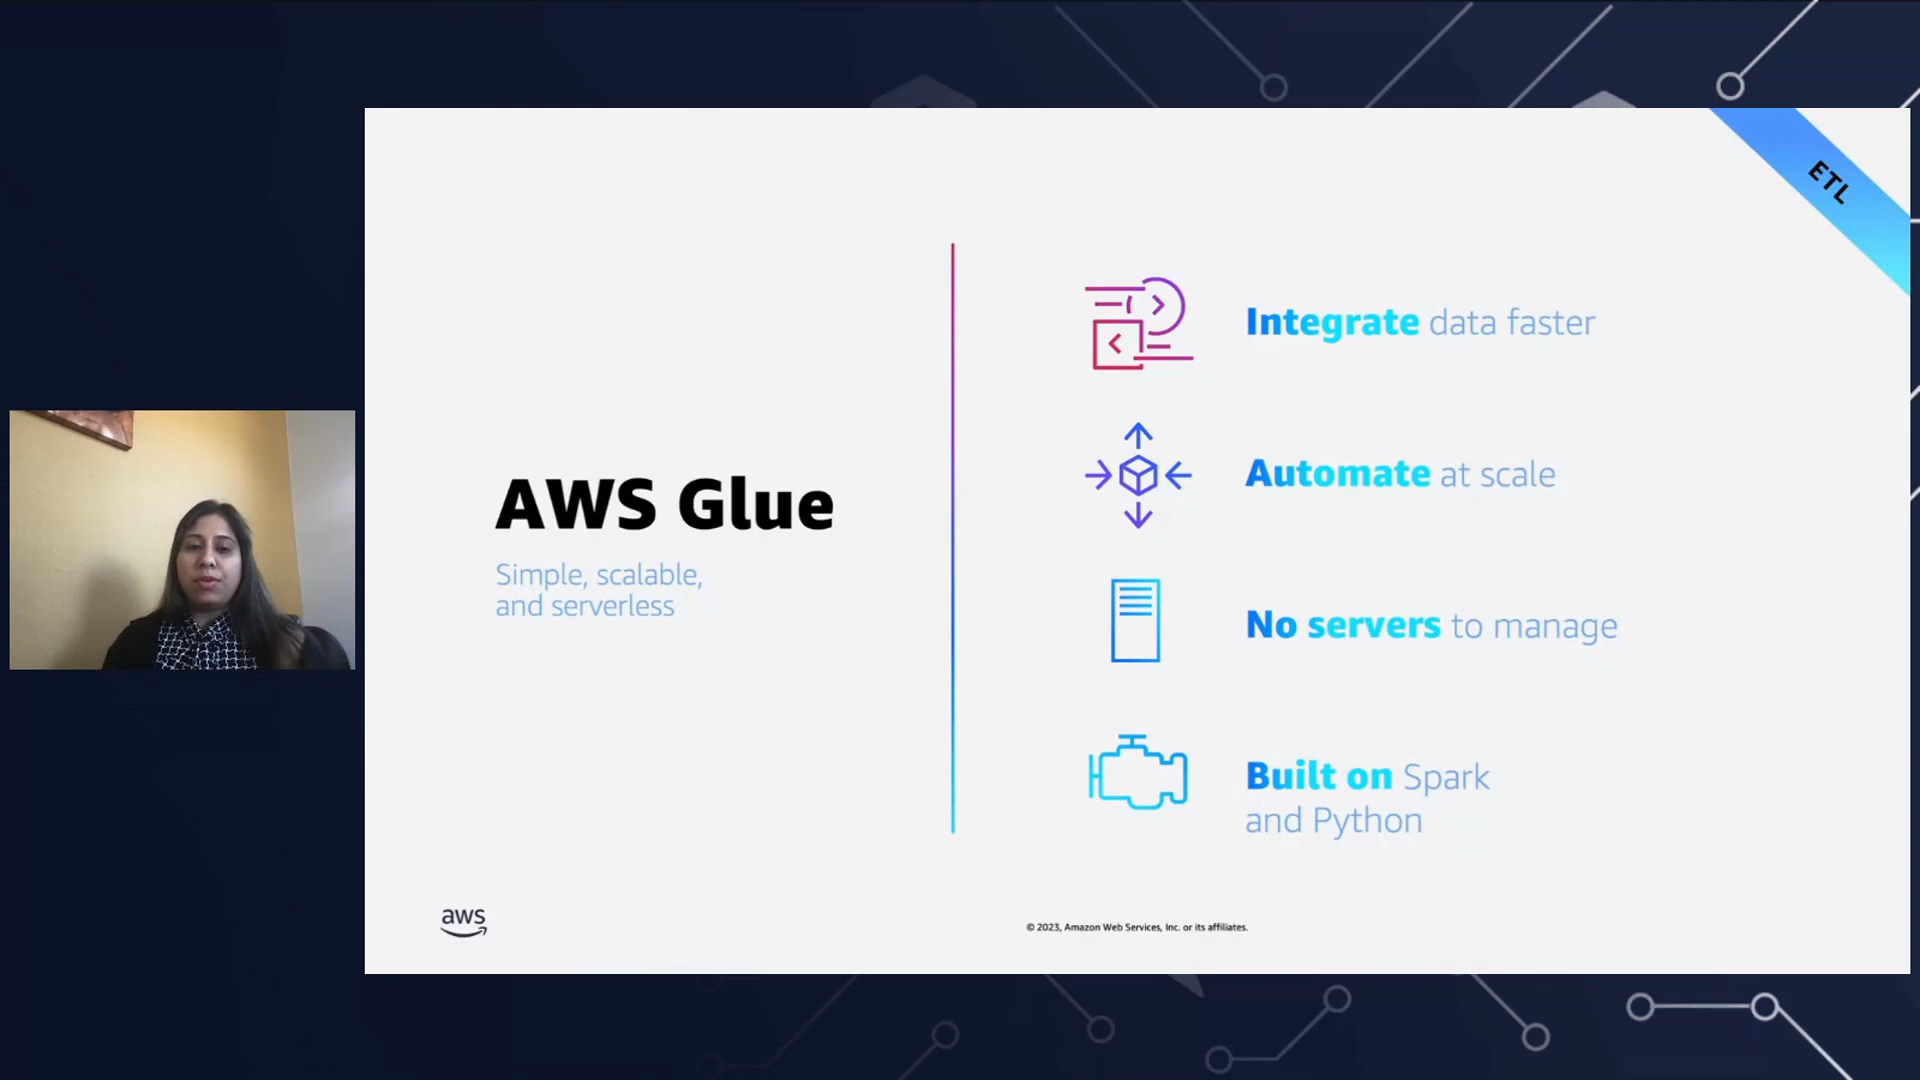 ETL
AWS Glue
Simple, scalable,
and serverless
Integrate data faster
Automate at scale
No servers to manage
Built on Spark
and Python
aws
© 2023, Amazon Web Services, Inc. or its affiliates.